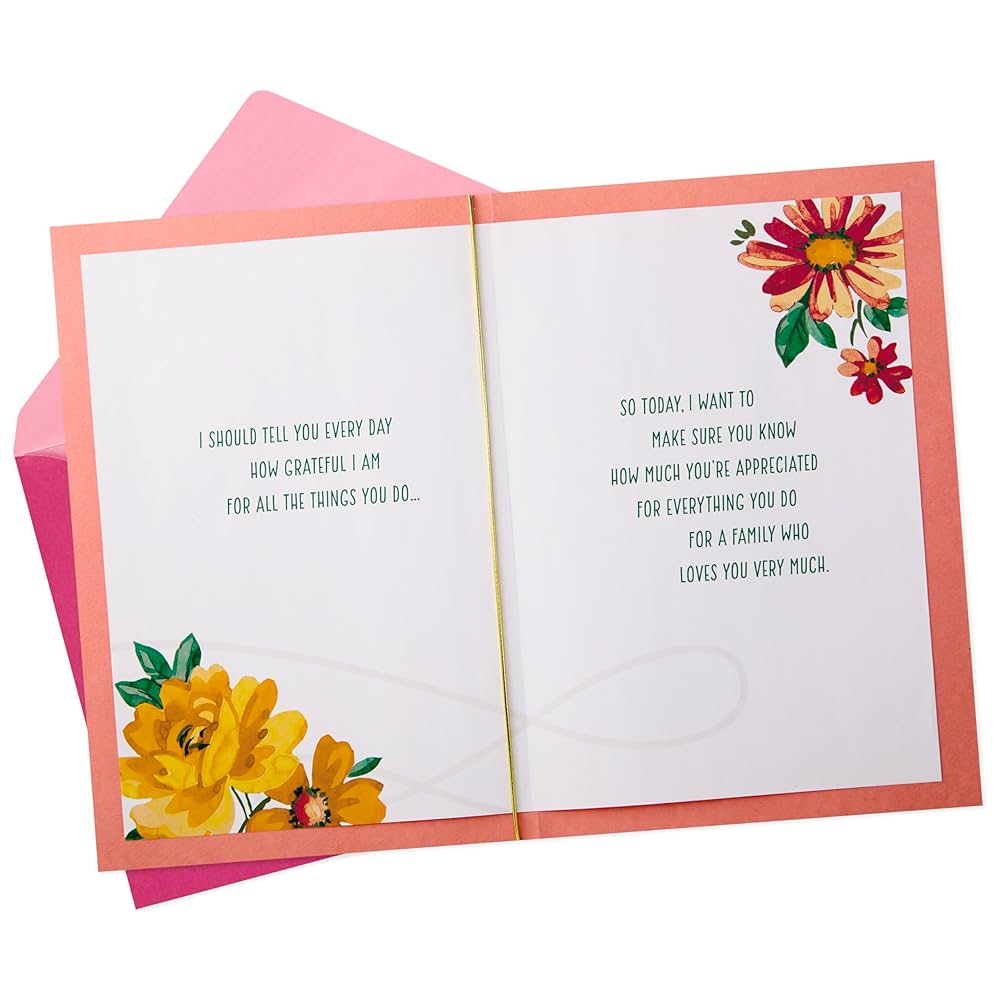 I SHOULD TELL YOU EVERY DAY
HOW GRATEFUL I AM
FOR ALL THE THINGS YOU DO...
SO TODAY, I WANT TO
MAKE SURE YOU KNOW
HOW MUCH YOU'RE APPRECIATED
FOR EVERYTHING YOU DO
FOR A FAMILY WHO
LOVES YOU VERY MUCH.